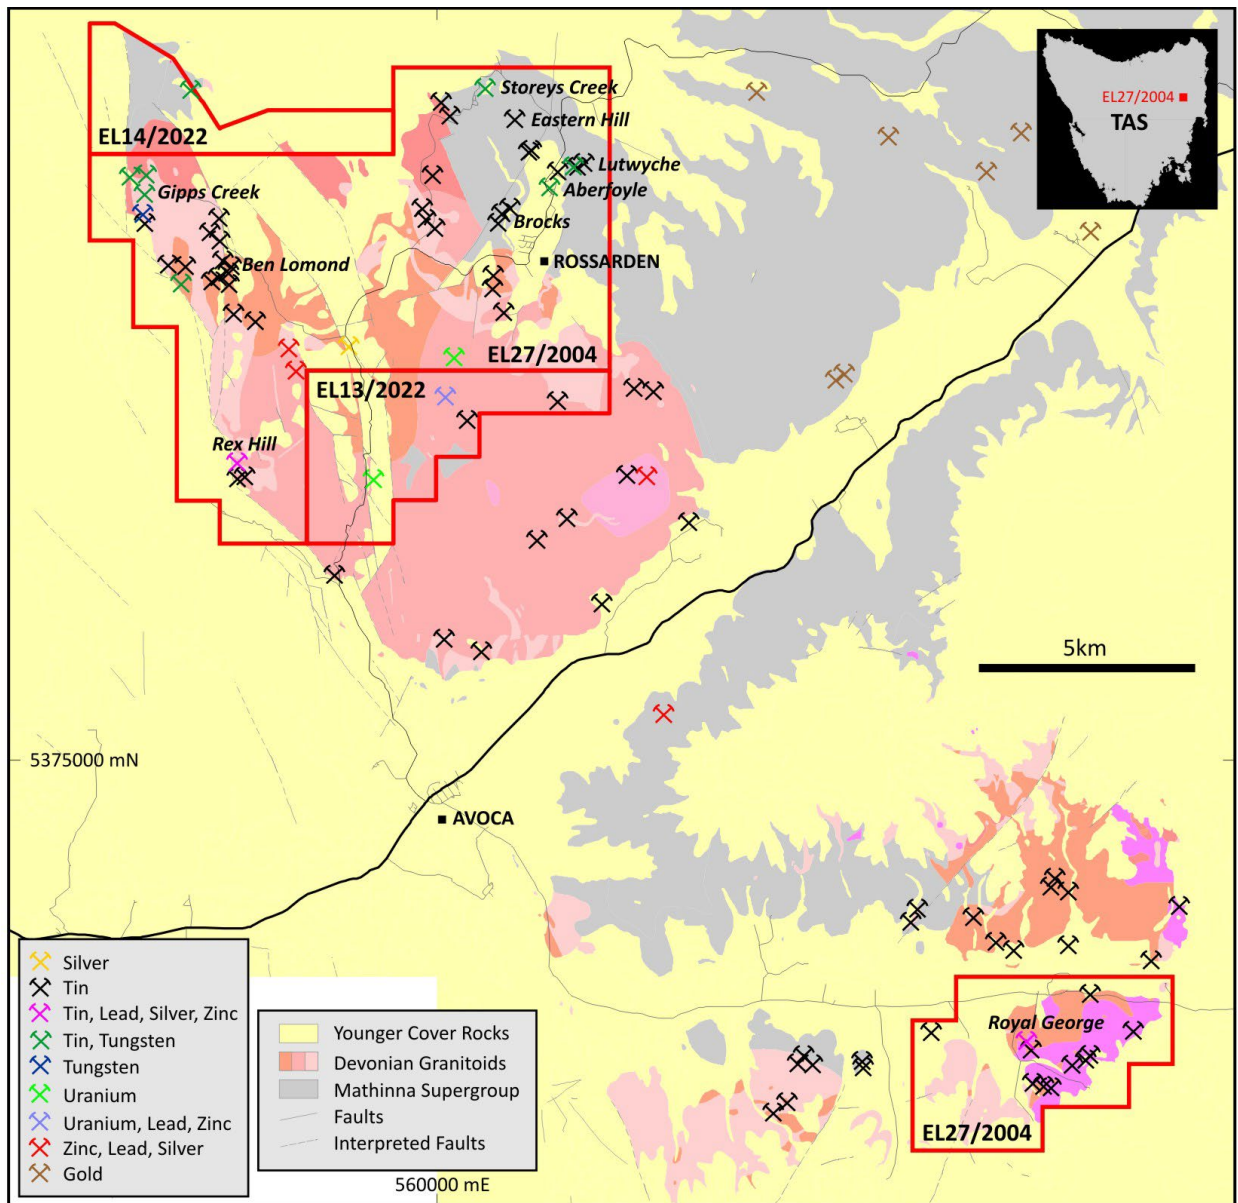 EL27/2004
TAS
Storeys Creek
Eastern Hill
EL14/2022
Lutwyche
Gipps Creek
Aberfoyle
Brocks
Ben Lomond
ROSSARDEN
EL27/2004
EL13/2022
Rex Hill
5km
5375000 mN
AVOCA
Silver
Tin
Tin, Lead, Silver, Zinc
Tin, Tungsten
Tungsten
Uranium
Uranium, Lead, Zinc
Zinc, Lead, Silver
Gold
Younger Cover Rocks
Devonian Granitoids
Mathinna Supergroup
Faults
Interpreted Faults
Royal George
EL27/2004
560000 mE